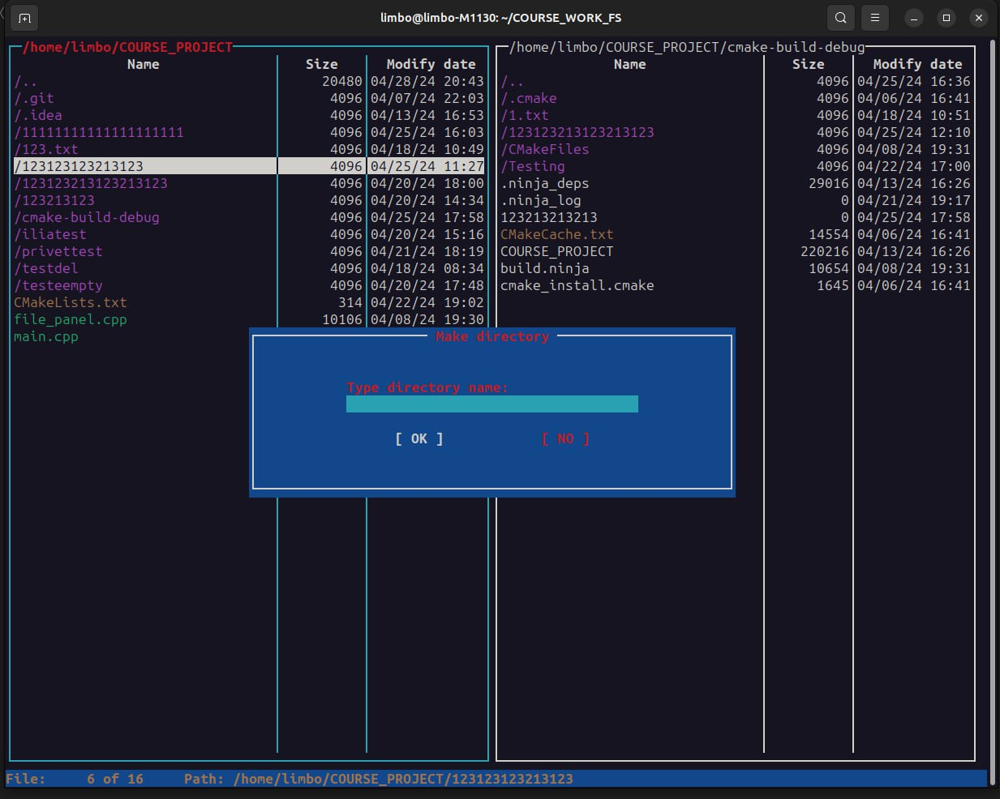 limbo@limbo-M1130: ~/COURSE_WORK_FS
/home/limbo/COURSE_PROJECT
Name Size Modify date
/.. 20480 04/28/24 20:43
/.git 4096 04/07/24 22:03
/.idea 4096 04/13/24 16:53
/11111111111111111111 4096 04/25/24 16:03
/123.txt 4096 04/18/24 10:49
/123123123213123 4096 04/25/24 11:27
/123123213123213123 4096 04/20/24 18:00
/123213123 4096 04/20/24 14:34
/cmake-build-debug 4096 04/25/24 17:58
/iliatest 4096 04/20/24 15:16
/privettest 4096 04/21/24 18:19
/testdel 4096 04/18/24 08:34
/testeempty 4096 04/20/24 17:48
CMakeLists.txt 314 04/22/24 19:02
file_panel.cpp 10106 04/08/24 19:30
main.cpp
/home/limbo/COURSE_PROJECT/cmake-build-debug
Name Size Modify date
/.. 4096 04/25/24 16:36
/.cmake 4096 04/06/24 16:41
/1.txt 4096 04/18/24 10:51
/123123213123213123 4096 04/25/24 12:10
/CMakeFiles 4096 04/08/24 19:31
/Testing 4096 04/22/24 17:00
.ninja_deps 29016 04/13/24 16:26
.ninja_log 0 04/21/24 19:17
123213213213 0 04/25/24 17:58
CMakeCache.txt 14554 04/06/24 16:41
COURSE_PROJECT 220216 04/13/24 16:26
build.ninja 10654 04/08/24 19:31
cmake_install.cmake 1645 04/06/24 16:41
Make directory
Type directory name:
[ OK ] [ NO ]
File: 6 of 16 Path: /home/limbo/COURSE_PROJECT/123123123213123